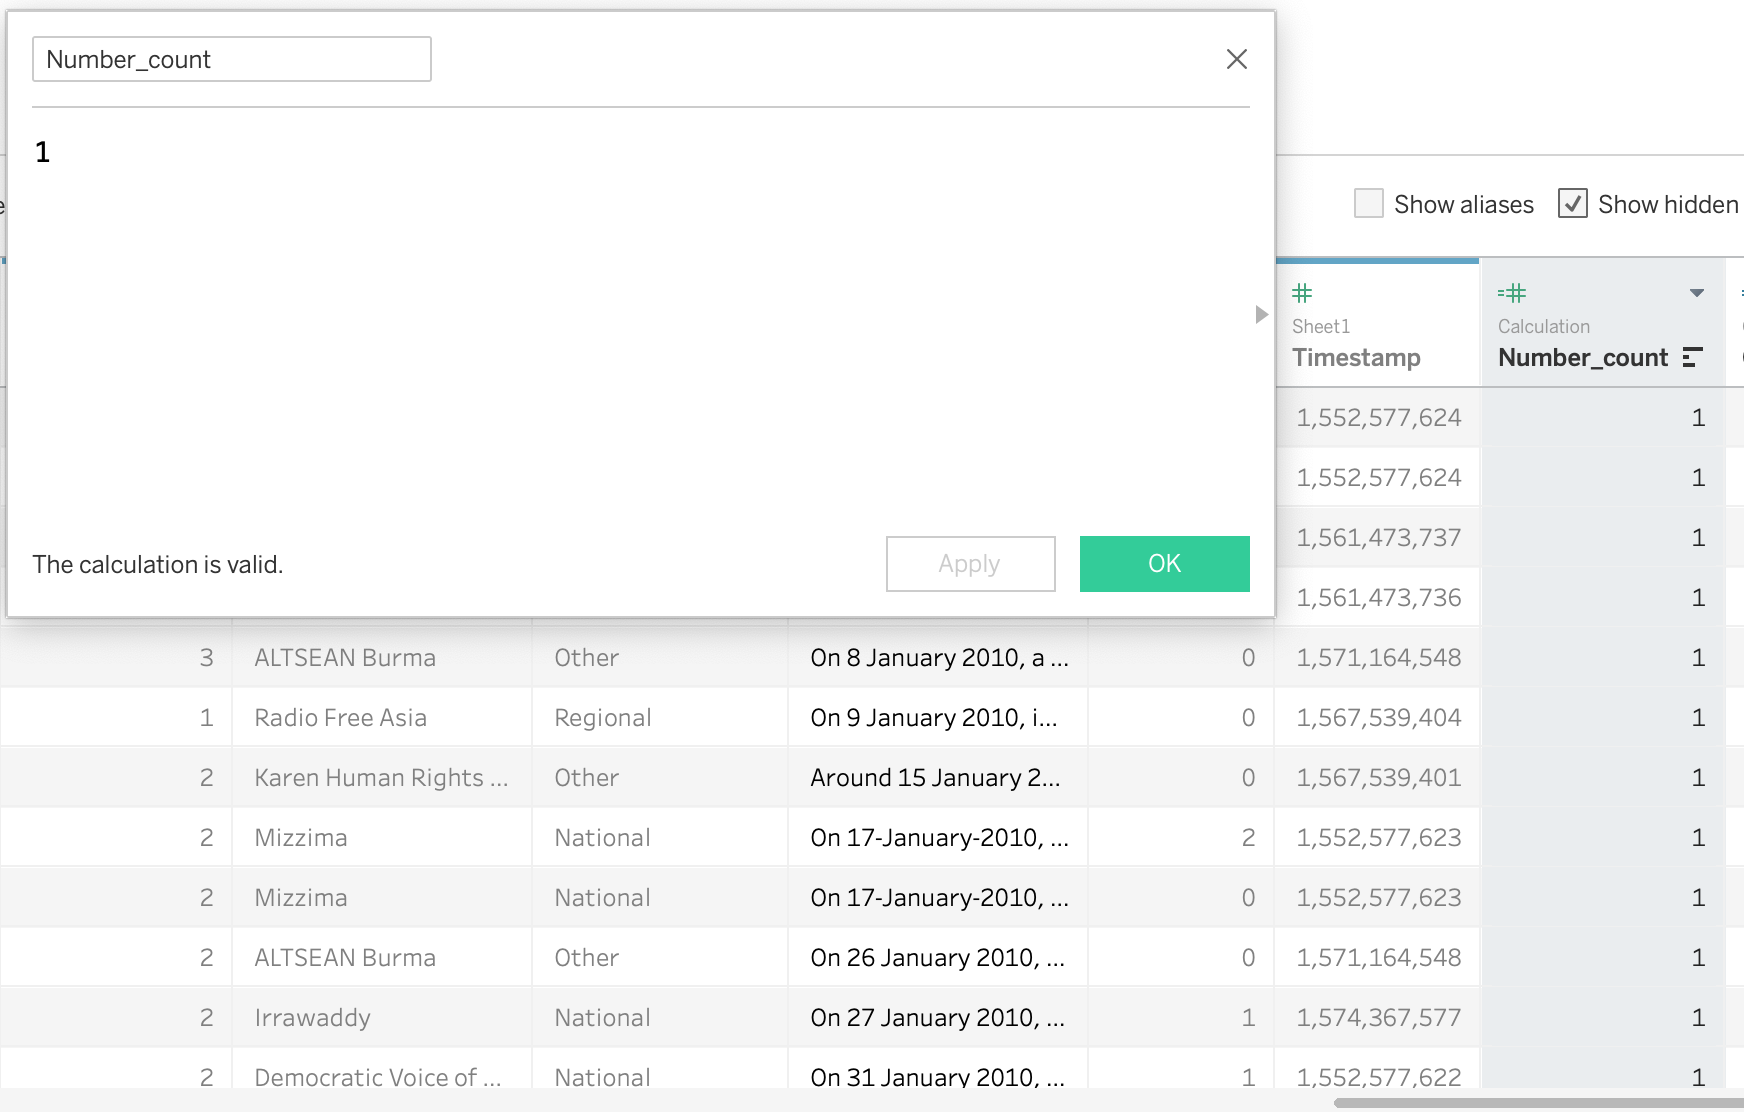 Number_count
1
The calculation is valid.
Apply OK
Show aliases Show hidden
Sheet1 Calculation
Timestamp Number_count
1,552,577,624 1
1,552,577,624 1
1,561,473,737 1
1,561,473,736 1
3 ALTSEAN Burma Other On 8 January 2010, a ... 0 1,571,164,548 1
1 Radio Free Asia Regional On 9 January 2010, i... 0 1,567,539,404 1
2 Karen Human Rights ... Other Around 15 January 2... 0 1,567,539,401 1
2 Mizzima National On 17-January-2010, ... 2 1,552,577,623 1
2 Mizzima National On 17-January-2010, ... 0 1,552,577,623 1
2 ALTSEAN Burma Other On 26 January 2010, ... 0 1,571,164,548 1
2 Irrawaddy National On 27 January 2010, ... 1 1,574,367,577 1
2 Democratic Voice of ... National On 31 January 2010, ... 1 1,552,577,622 1